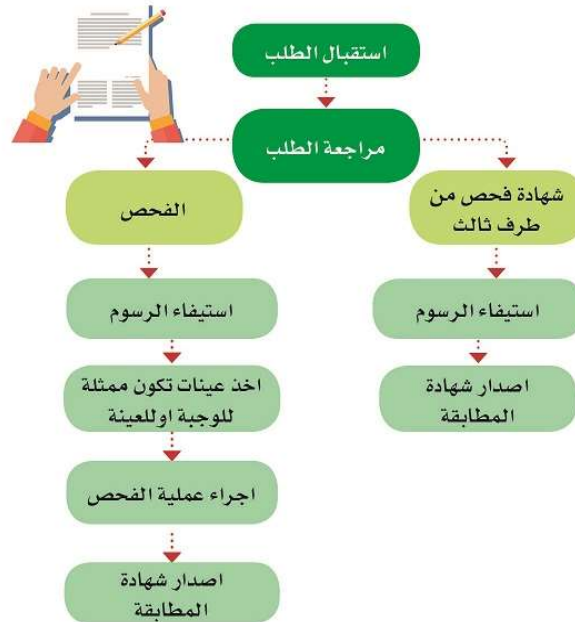 استقبال الطلب
مراجعة الطلب
شهادة فحص من
طرف ثالث
استيفاء الرسوم
اصدار شهادة
المطابقة
الفحص
استيفاء الرسوم
اخذ عينات تكون ممثلة
للوجبة اوللعينة
اجراء عملية الفحص
اصدار شهادة
المطابقة